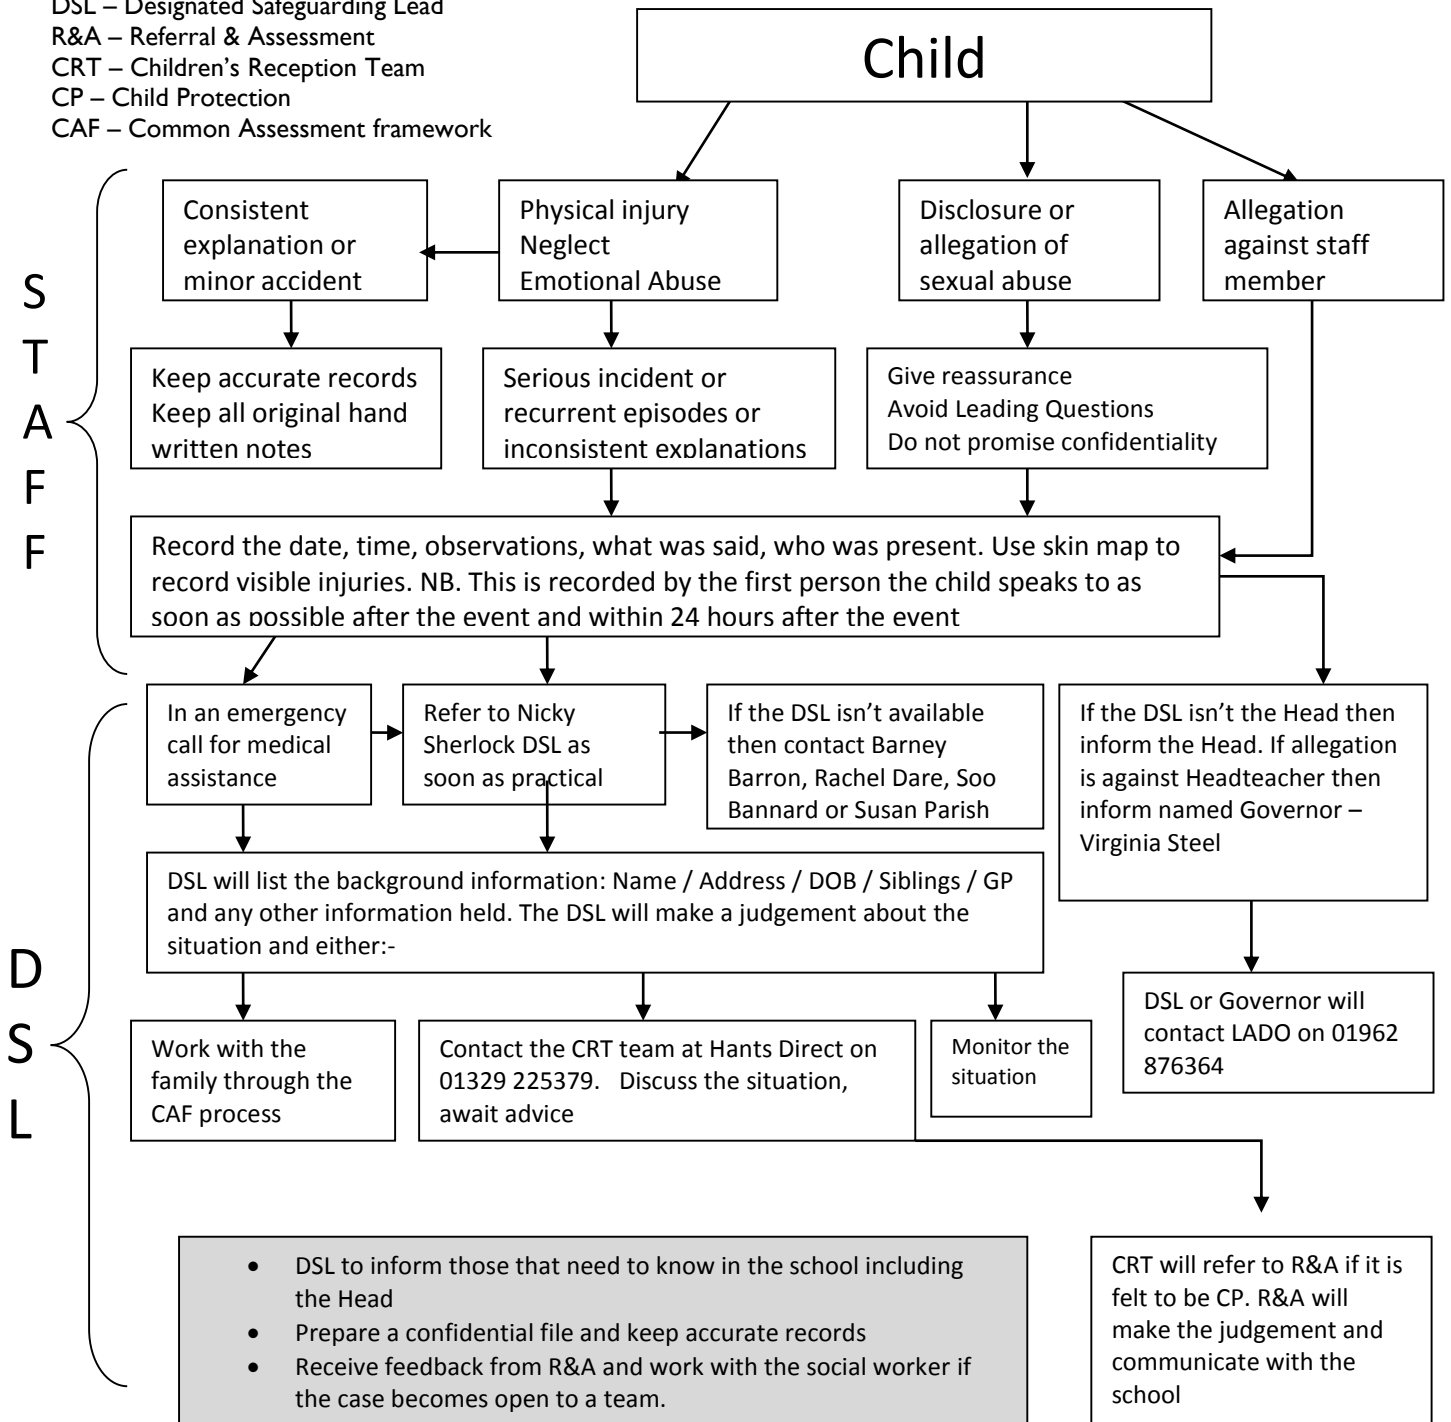 DSL – Designated Safeguarding Lead
R&A – Referral & Assessment
CRT – Children's Reception Team
CP – Child Protection
CAF – Common Assessment framework
Child
Consistent
explanation or
minor accident
Physical injury
Neglect
Emotional Abuse
Disclosure or
allegation of
sexual abuse
Allegation
against staff
member
S
T
A
F
F
Keep accurate records
Keep all original hand
written notes
Serious incident or
recurrent episodes or
inconsistent explanations
Give reassurance
Avoid Leading Questions
Do not promise confidentiality
Record the date, time, observations, what was said, who was present. Use skin map to
record visible injuries. NB. This is recorded by the first person the child speaks to as
soon as possible after the event and within 24 hours after the event
In an emergency
call for medical
assistance
Refer to Nicky
Sherlock DSL as
soon as practical
If the DSL isn't available
then contact Barney
Barron, Rachel Dare, Soo
Bannard or Susan Parish
If the DSL isn't the Head then
inform the Head. If allegation
is against Headteacher then
inform named Governor –
Virginia Steel
DSL will list the background information: Name / Address / DOB / Siblings / GP
and any other information held. The DSL will make a judgement about the
situation and either:-
D
S
L
Work with the
family through the
CAF process
Contact the CRT team at Hants Direct on
01329 225379.   Discuss the situation,
await advice
Monitor the
situation
DSL or Governor will
contact LADO on 01962
876364
• DSL to inform those that need to know in the school including
the Head
• Prepare a confidential file and keep accurate records
• Receive feedback from R&A and work with the social worker if
the case becomes open to a team.
CRT will refer to R&A if it is
felt to be CP. R&A will
make the judgement and
communicate with the
school